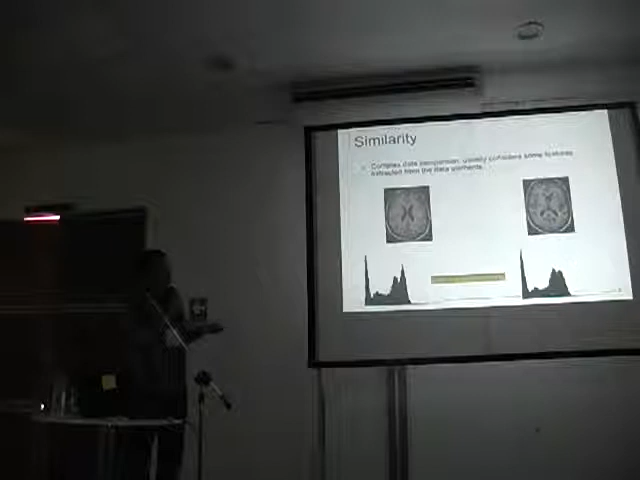 Similarity
Complex data comparison, usually considers some features
extracted from the data elements.